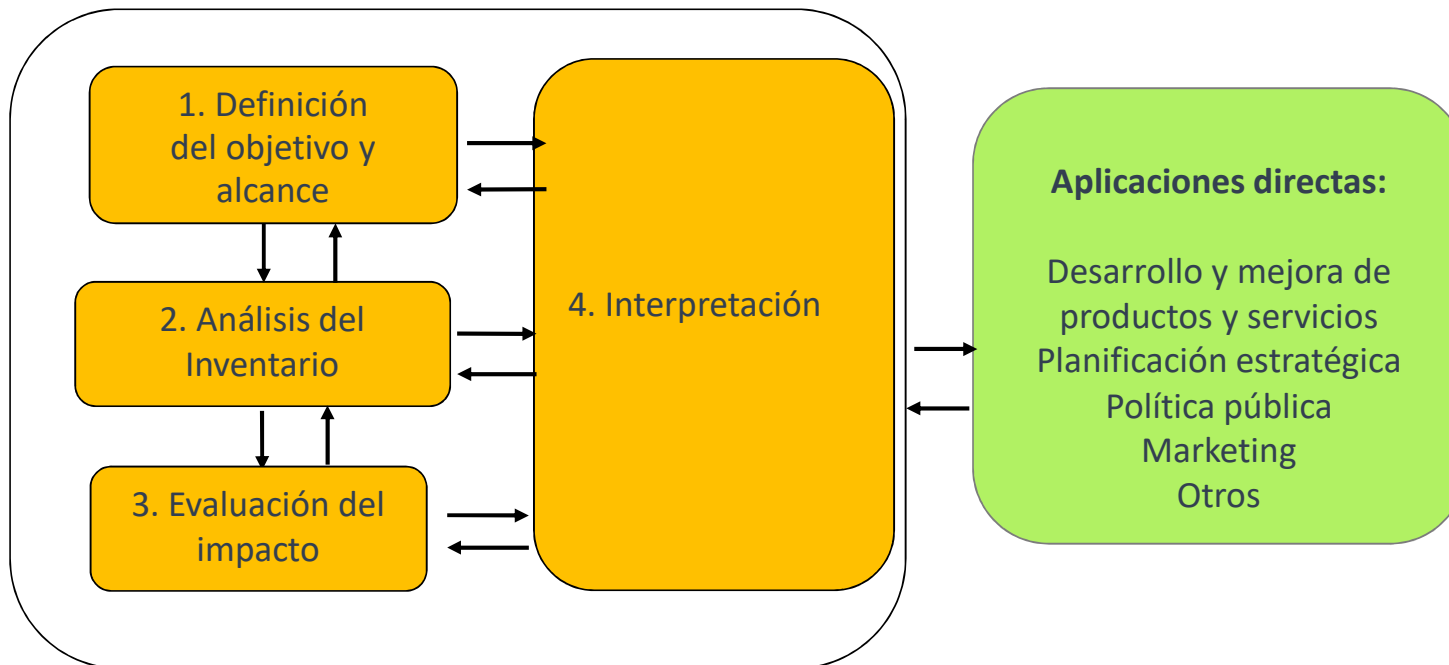 1. Definición
del objetivo y
alcance
2. Análisis del
Inventario
3. Evaluación del
impacto
4. Interpretación
Aplicaciones directas:
Desarrollo y mejora de
productos y servicios
Planificación estratégica
Política pública
Marketing
Otros